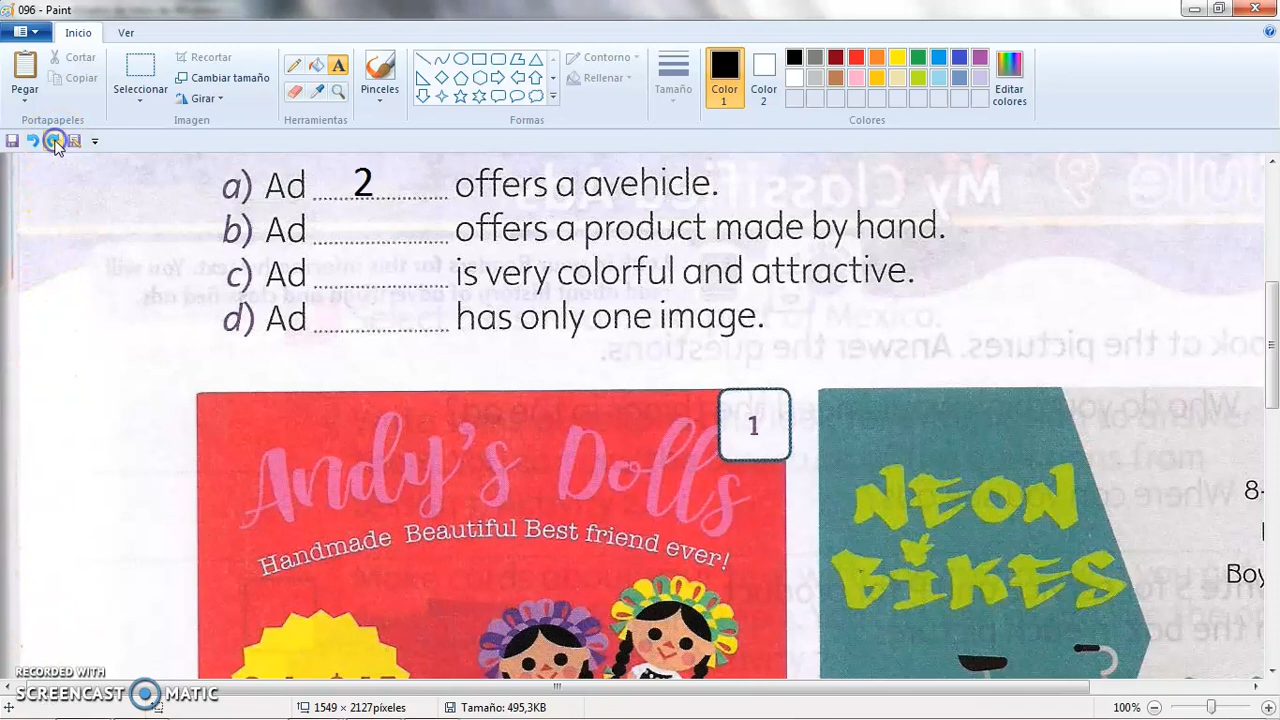 096 - Paint
Inicio
Ver
Pegar
Cortar
Copiar
Portapapeles
Seleccionar
Recortar
Cambiar tamaño
Girar
Imagen
A
Herramientas
Pinceles
Contorno
Rellenar
Formas
Tamaño
Color
1
Color
2
Editar
colores
Colores
a) Ad 2 offers a avehicle.
b) Ad offers a product made by hand.
c) Ad is very colorful and attractive.
d) Ad has only one image.
1
Andy's Dolls
Handmade Beautiful Best friend ever!
NEON
BIKES
8-
Boy
RECORDED WITH
SCREENCAST MATIC
1549 × 2127píxeles
Tamaño: 495,3KB
100%